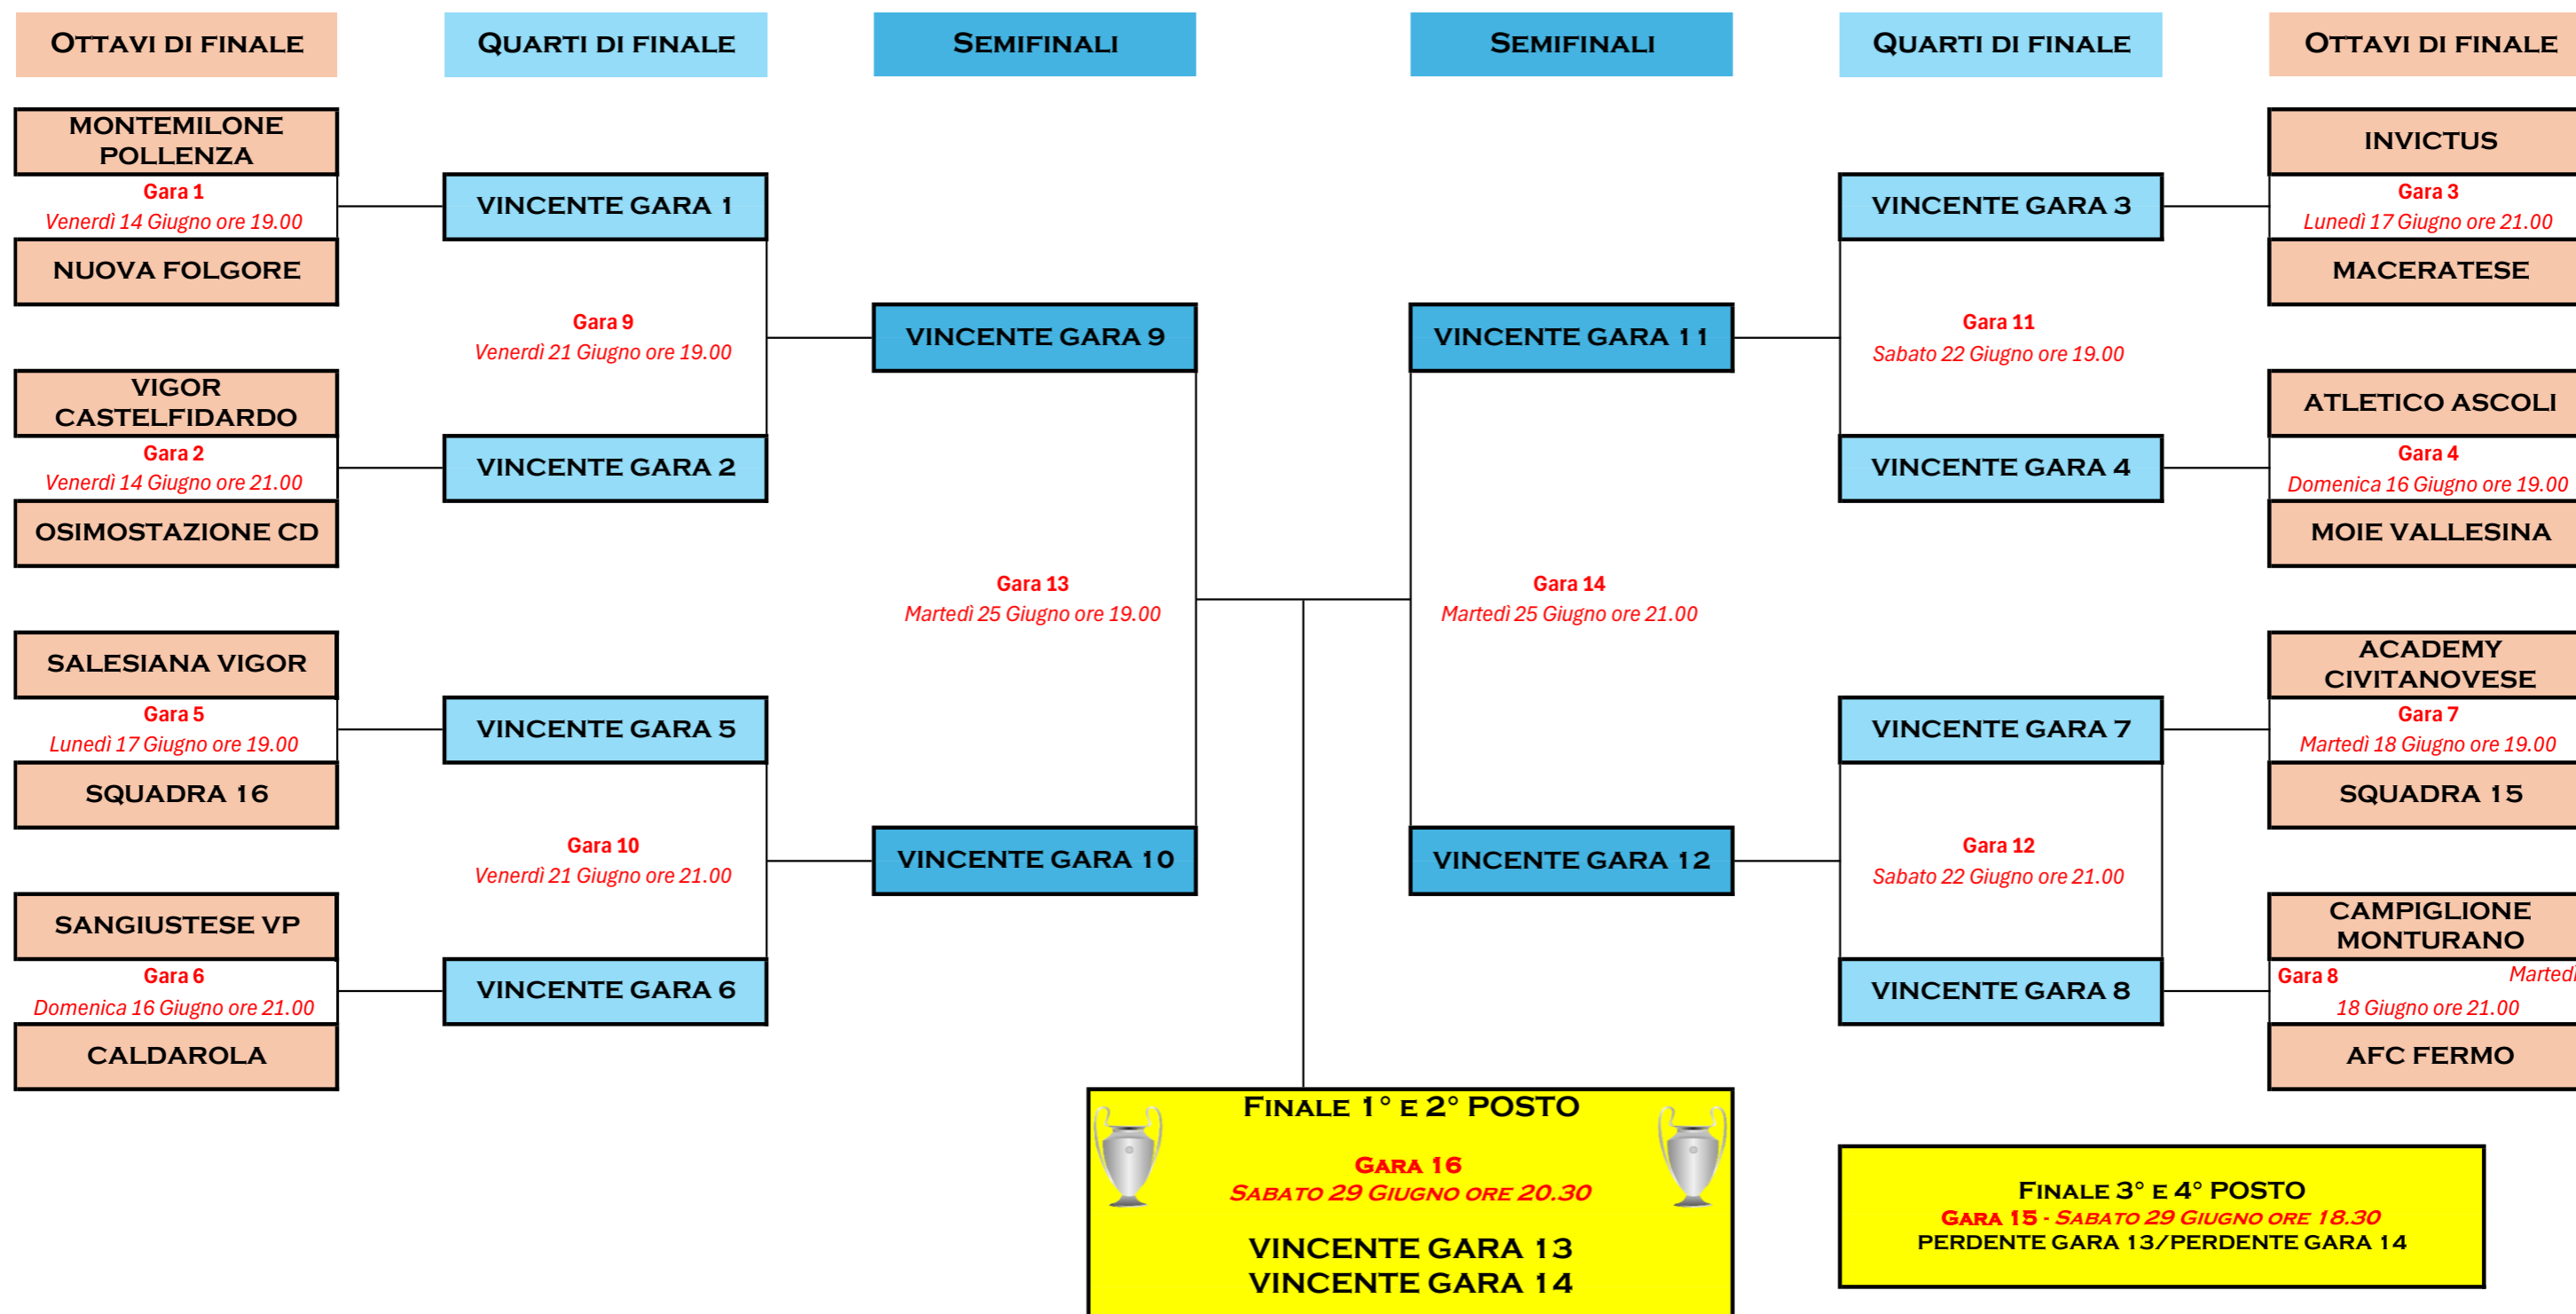 OTTAVI DI FINALE
QUARTI DI FINALE
SEMIFINALI
SEMIFINALI
QUARTI DI FINALE
OTTAVI DI FINALE
MONTEMILONE
POLLENZA
Gara 1
Venerdì 14 Giugno ore 19.00
NUOVA FOLGORE
VIGOR
CASTELFIDARDO
Gara 2
Venerdì 14 Giugno ore 21.00
OSIMOSTAZIONE CD
SALESIANA VIGOR
Gara 5
Lunedì 17 Giugno ore 19.00
SQUADRA 16
SANGIUSTESE VP
Gara 6
Domenica 16 Giugno ore 21.00
CALDAROLA
VINCENTE GARA 1
Gara 9
Venerdì 21 Giugno ore 19.00
VINCENTE GARA 2
VINCENTE GARA 5
Gara 10
Venerdì 21 Giugno ore 21.00
VINCENTE GARA 6
VINCENTE GARA 9
Gara 13
Martedì 25 Giugno ore 19.00
VINCENTE GARA 10
VINCENTE GARA 11
Gara 14
Martedì 25 Giugno ore 21.00
VINCENTE GARA 12
VINCENTE GARA 3
Gara 11
Sabato 22 Giugno ore 19.00
VINCENTE GARA 4
VINCENTE GARA 7
Gara 12
Sabato 22 Giugno ore 21.00
VINCENTE GARA 8
INVICTUS
Gara 3
Lunedì 17 Giugno ore 21.00
MACERATESE
ATLETICO ASCOLI
Gara 4
Domenica 16 Giugno ore 19.00
MOIE VALLESINA
ACADEMY
CIVITANOVESE
Gara 7
Martedì 18 Giugno ore 19.00
SQUADRA 15
CAMPIGLIONE
MONTURANO
Gara 8 Martedì
18 Giugno ore 21.00
AFC FERMO
FINALE 1° E 2° POSTO
GARA 16
SABATO 29 GIUGNO ORE 20.30
VINCENTE GARA 13
VINCENTE GARA 14
FINALE 3° E 4° POSTO
GARA 15 - SABATO 29 GIUGNO ORE 18.30
PERDENTE GARA 13/PERDENTE GARA 14